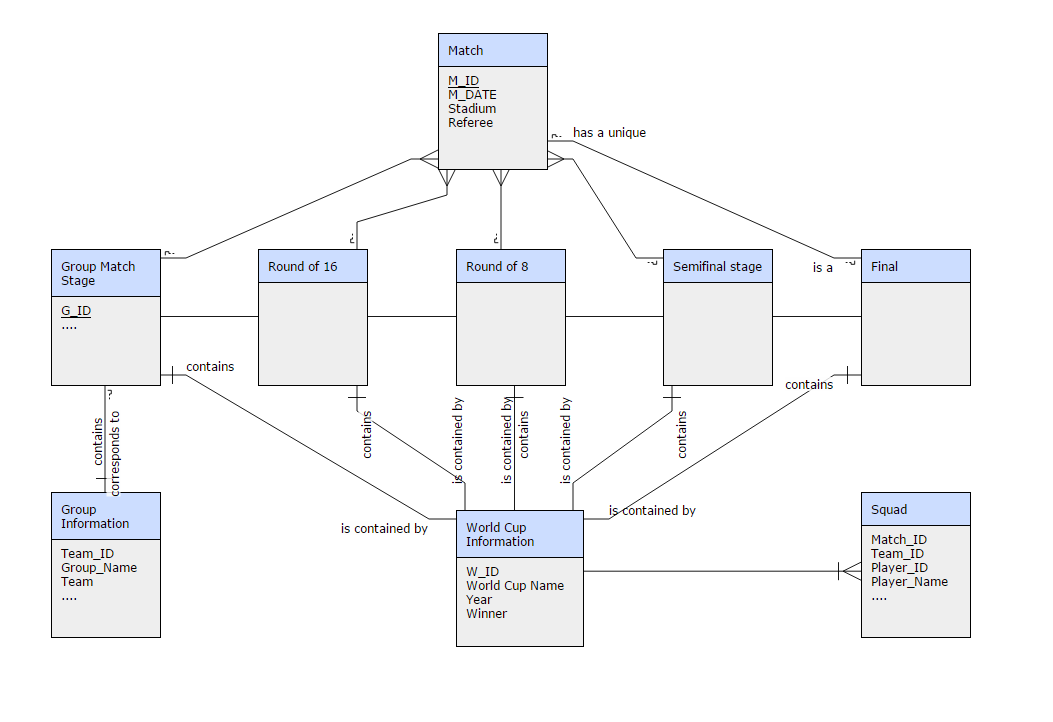 Match
M_ID
M_DATE
Stadium
Referee
has a unique
Group Match
Stage
G_ID
....
Round of 16
Round of 8
Semifinal stage
is a
Final
contains
contains
contains
corresponds to
contains
is contained by
is contained by
contains
is contained by
contains
is contained by
is contained by
Group
Information
Team_ID
Group_Name
Team
....
World Cup
Information
W_ID
World Cup Name
Year
Winner
Squad
Match_ID
Team_ID
Player_ID
Player_Name
....